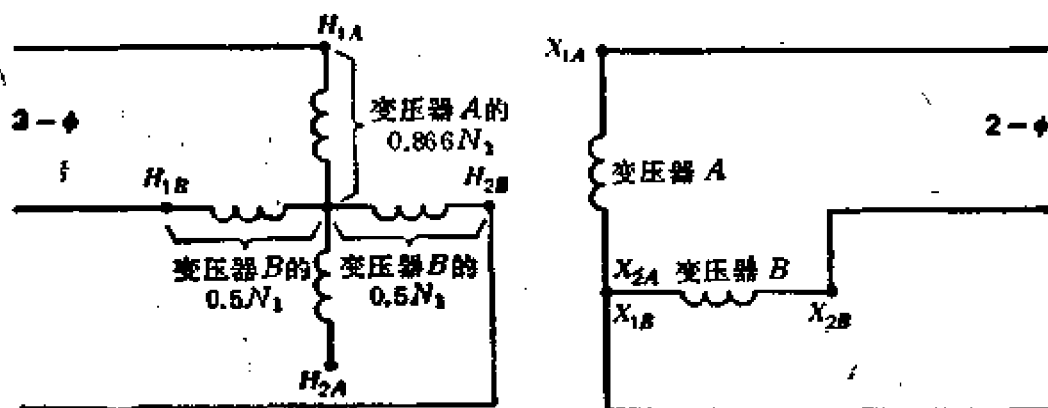 H₁A
变压器A的
0.866N₁
3-φ
H₁B
H₂B
变压器B的
0.5N₁
变压器B的
0.5N₁
H₂A
X₁A
2-φ
变压器A
X₂A
变压器B
X₁B
X₂B